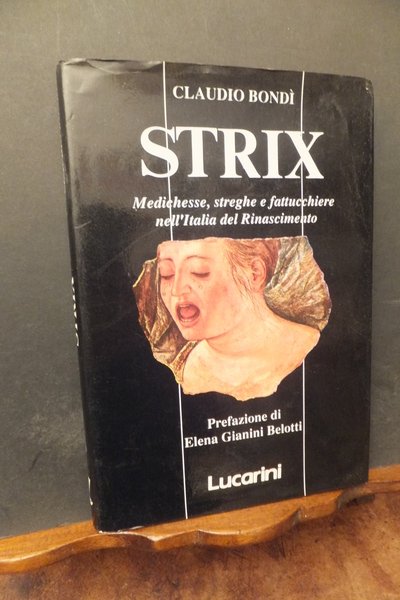 CLAUDIO BONDÌ
STRIX
Medichesse, streghe e fattucchiere
nell'Italia del Rinascimento
Prefazione di
Elena Gianini Belotti
Lucarini